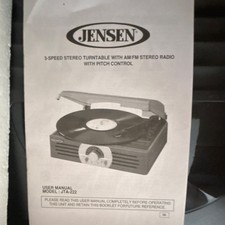 JENSEN
3-SPEED STEREO TURNTABLE WITH AM/FM STEREO RADIO
WITH PITCH CONTROL
USER MANUAL
MODEL : JTA-222
PLEASE READ THIS USER MANUAL COMPLETELY BEFORE OPERATING
THIS UNIT AND RETAIN THIS BOOKLET FOR FUTURE REFERENCE.